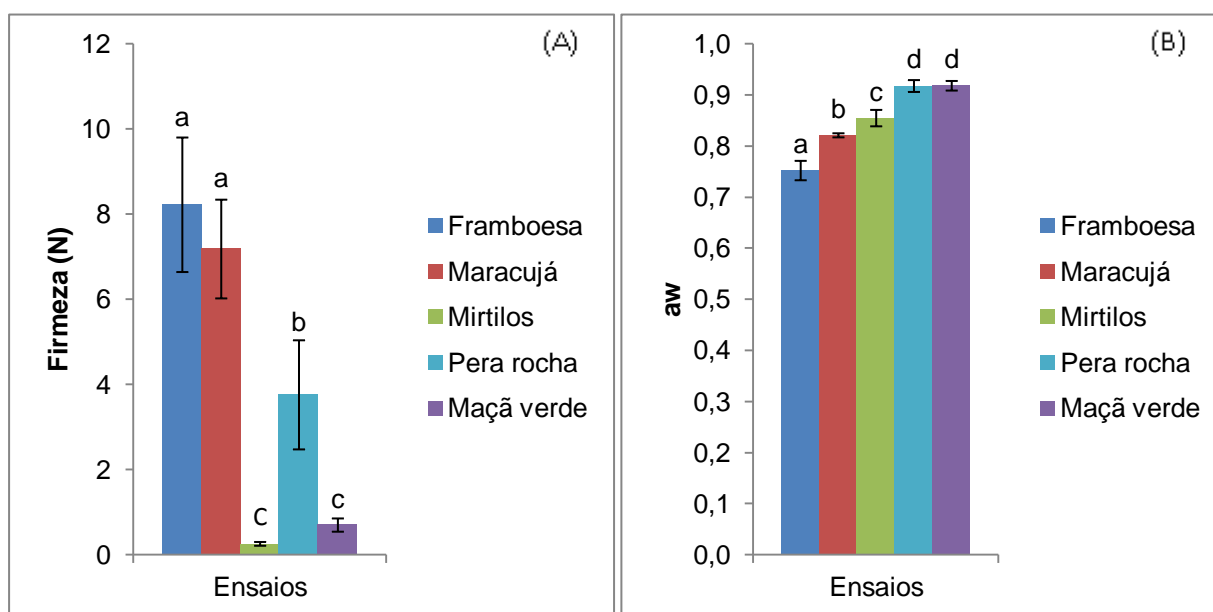 (A)
12
10
8
6
4
2
0
Firmeza (N)
a
a
C
b
c
Ensaios
Framboesa
Maracujá
Mirtilos
Pera rocha
Maçã verde
(B)
1,0
0,9
0,8
0,7
0,6
0,5
0,4
0,3
0,2
0,1
0,0
aw
a
b
c
d
d
Ensaios
Framboesa
Maracujá
Mirtilos
Pera rocha
Maçã verde